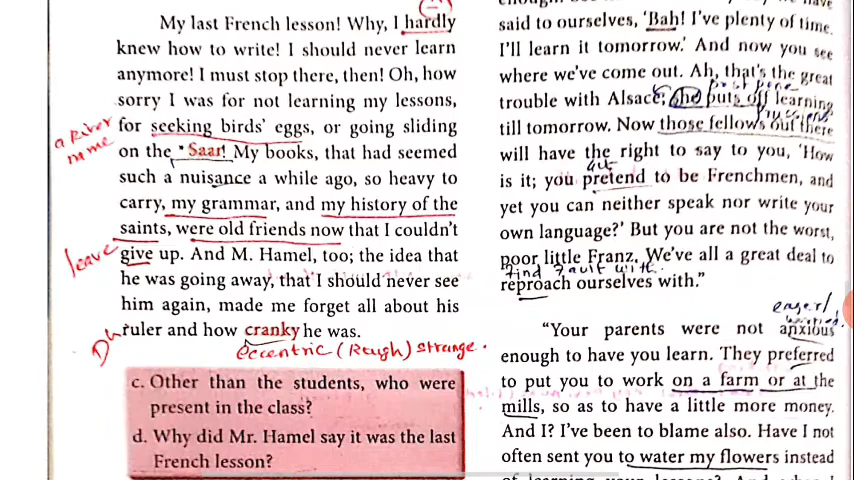 (-)
My last French lesson! Why, I hardly
knew how to write! I should never learn
anymore! I must stop there, then! Oh, how
sorry I was for not learning my lessons,
for seeking birds' eggs, or going sliding
a River
name
on the *Saar! My books, that had seemed
such a nuisance a while ago, so heavy to
carry, my grammar, and my history of the
saints, were old friends now that I couldn't
leave
give up. And M. Hamel, too; the idea that
he was going away, that I should never see
him again, made me forget all about his
ruler and how cranky he was.
eccentric (Rough) strange.
c. Other than the students, who were
present in the class?
d. Why did Mr. Hamel say it was the last
French lesson?
said to ourselves, 'Bah! I've plenty of time.
I'll learn it tomorrow.' And now you see
where we've come out. Ah, that's the great
post pone
trouble with Alsace; she puts off learning
till tomorrow. Now those fellows out there
will have the right to say to you, 'How
act
is it; you pretend to be Frenchmen, and
yet you can neither speak nor write your
own language?' But you are not the worst,
poor little Franz. We've all a great deal to
find fault with.
reproach ourselves with."
eager/
"Your parents were not anxious
enough to have you learn. They preferred
to put you to work on a farm or at the
mills, so as to have a little more money.
And I? I've been to blame also. Have I not
often sent you to water my flowers instead